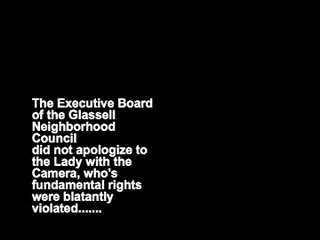 The Executive Board
of the Glassell
Neighborhood
Council
did not apologize to
the Lady with the
Camera, who's
fundamental rights
were blatantly
violated.......